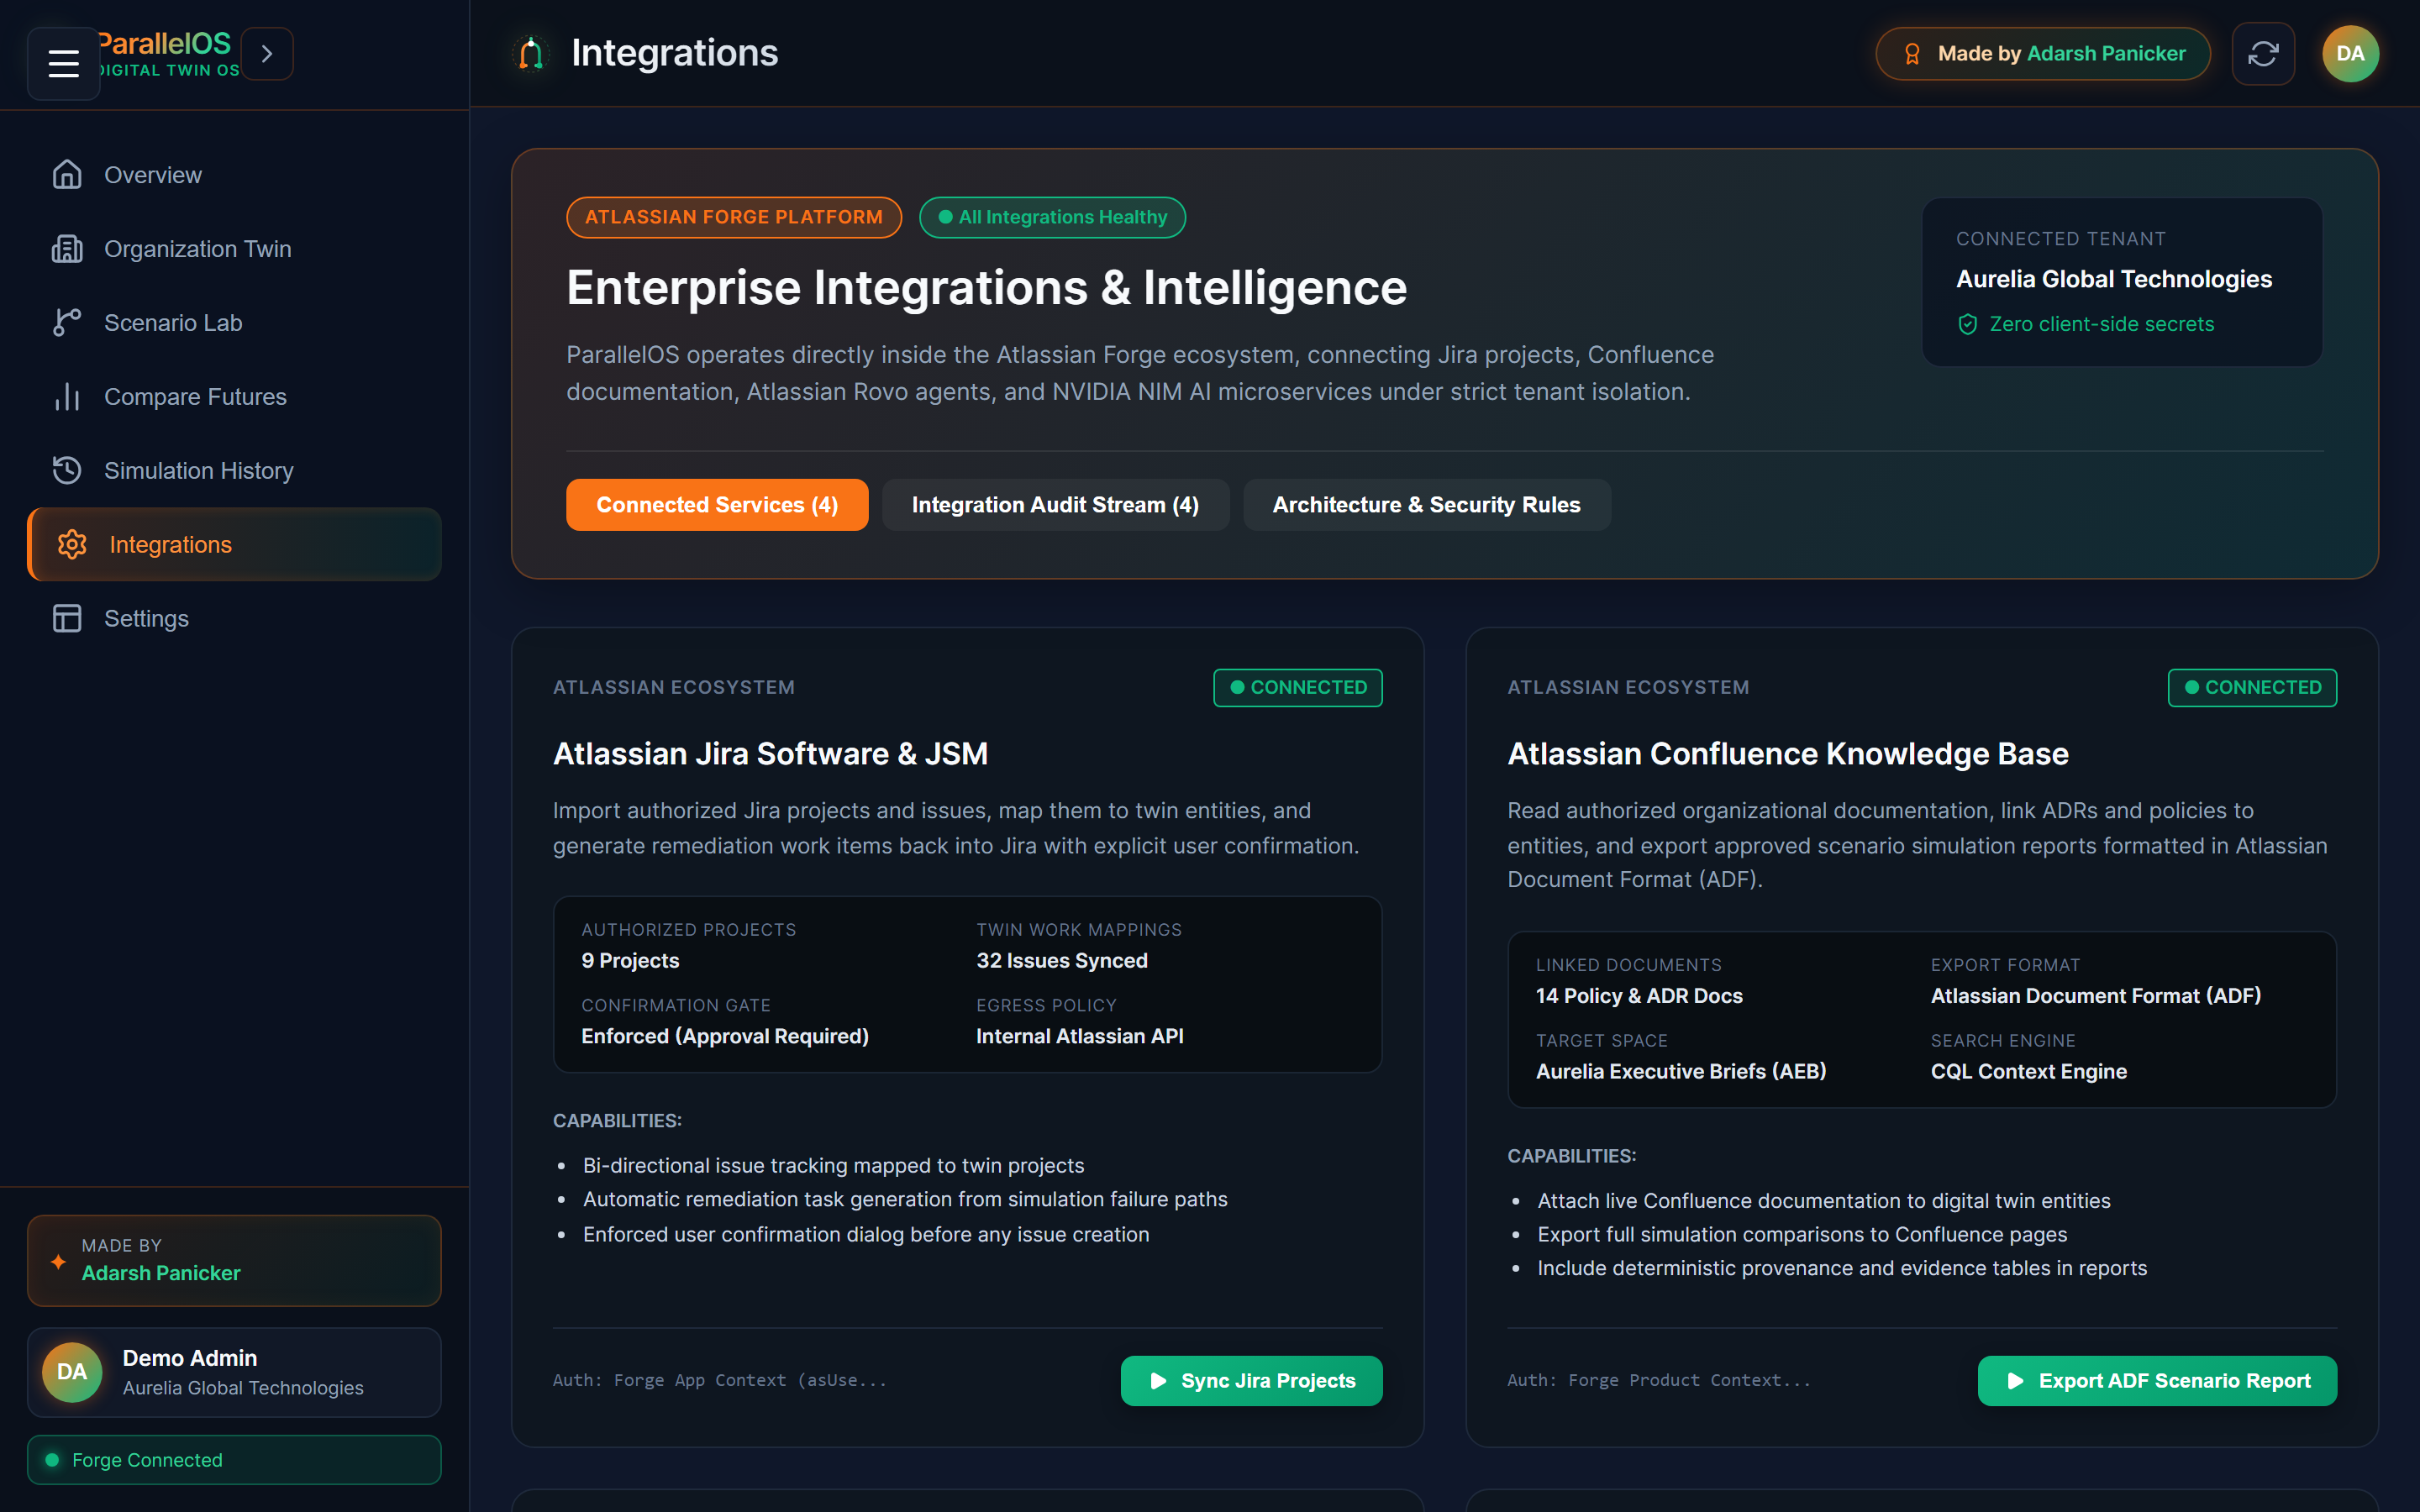 ParallelOS
DIGITAL TWIN OS
Integrations
Made by Adarsh Panicker
DA
Overview
Organization Twin
Scenario Lab
Compare Futures
Simulation History
Integrations
Settings
MADE BY
Adarsh Panicker
DA
Demo Admin
Aurelia Global Technologies
Forge Connected
ATLASSIAN FORGE PLATFORM
All Integrations Healthy
Enterprise Integrations & Intelligence
ParallelOS operates directly inside the Atlassian Forge ecosystem, connecting Jira projects, Confluence
documentation, Atlassian Rovo agents, and NVIDIA NIM AI microservices under strict tenant isolation.
CONNECTED TENANT
Aurelia Global Technologies
Zero client-side secrets
Connected Services (4)
Integration Audit Stream (4)
Architecture & Security Rules
ATLASSIAN ECOSYSTEM
CONNECTED
Atlassian Jira Software & JSM
Import authorized Jira projects and issues, map them to twin entities, and
generate remediation work items back into Jira with explicit user confirmation.
AUTHORIZED PROJECTS
9 Projects
TWIN WORK MAPPINGS
32 Issues Synced
CONFIRMATION GATE
Enforced (Approval Required)
EGRESS POLICY
Internal Atlassian API
CAPABILITIES:
• Bi-directional issue tracking mapped to twin projects
• Automatic remediation task generation from simulation failure paths
• Enforced user confirmation dialog before any issue creation
Auth: Forge App Context (asUse...
Sync Jira Projects
ATLASSIAN ECOSYSTEM
CONNECTED
Atlassian Confluence Knowledge Base
Read authorized organizational documentation, link ADRs and policies to
entities, and export approved scenario simulation reports formatted in Atlassian
Document Format (ADF).
LINKED DOCUMENTS
14 Policy & ADR Docs
EXPORT FORMAT
Atlassian Document Format (ADF)
TARGET SPACE
Aurelia Executive Briefs (AEB)
SEARCH ENGINE
CQL Context Engine
CAPABILITIES:
• Attach live Confluence documentation to digital twin entities
• Export full simulation comparisons to Confluence pages
• Include deterministic provenance and evidence tables in reports
Auth: Forge Product Context...
Export ADF Scenario Report